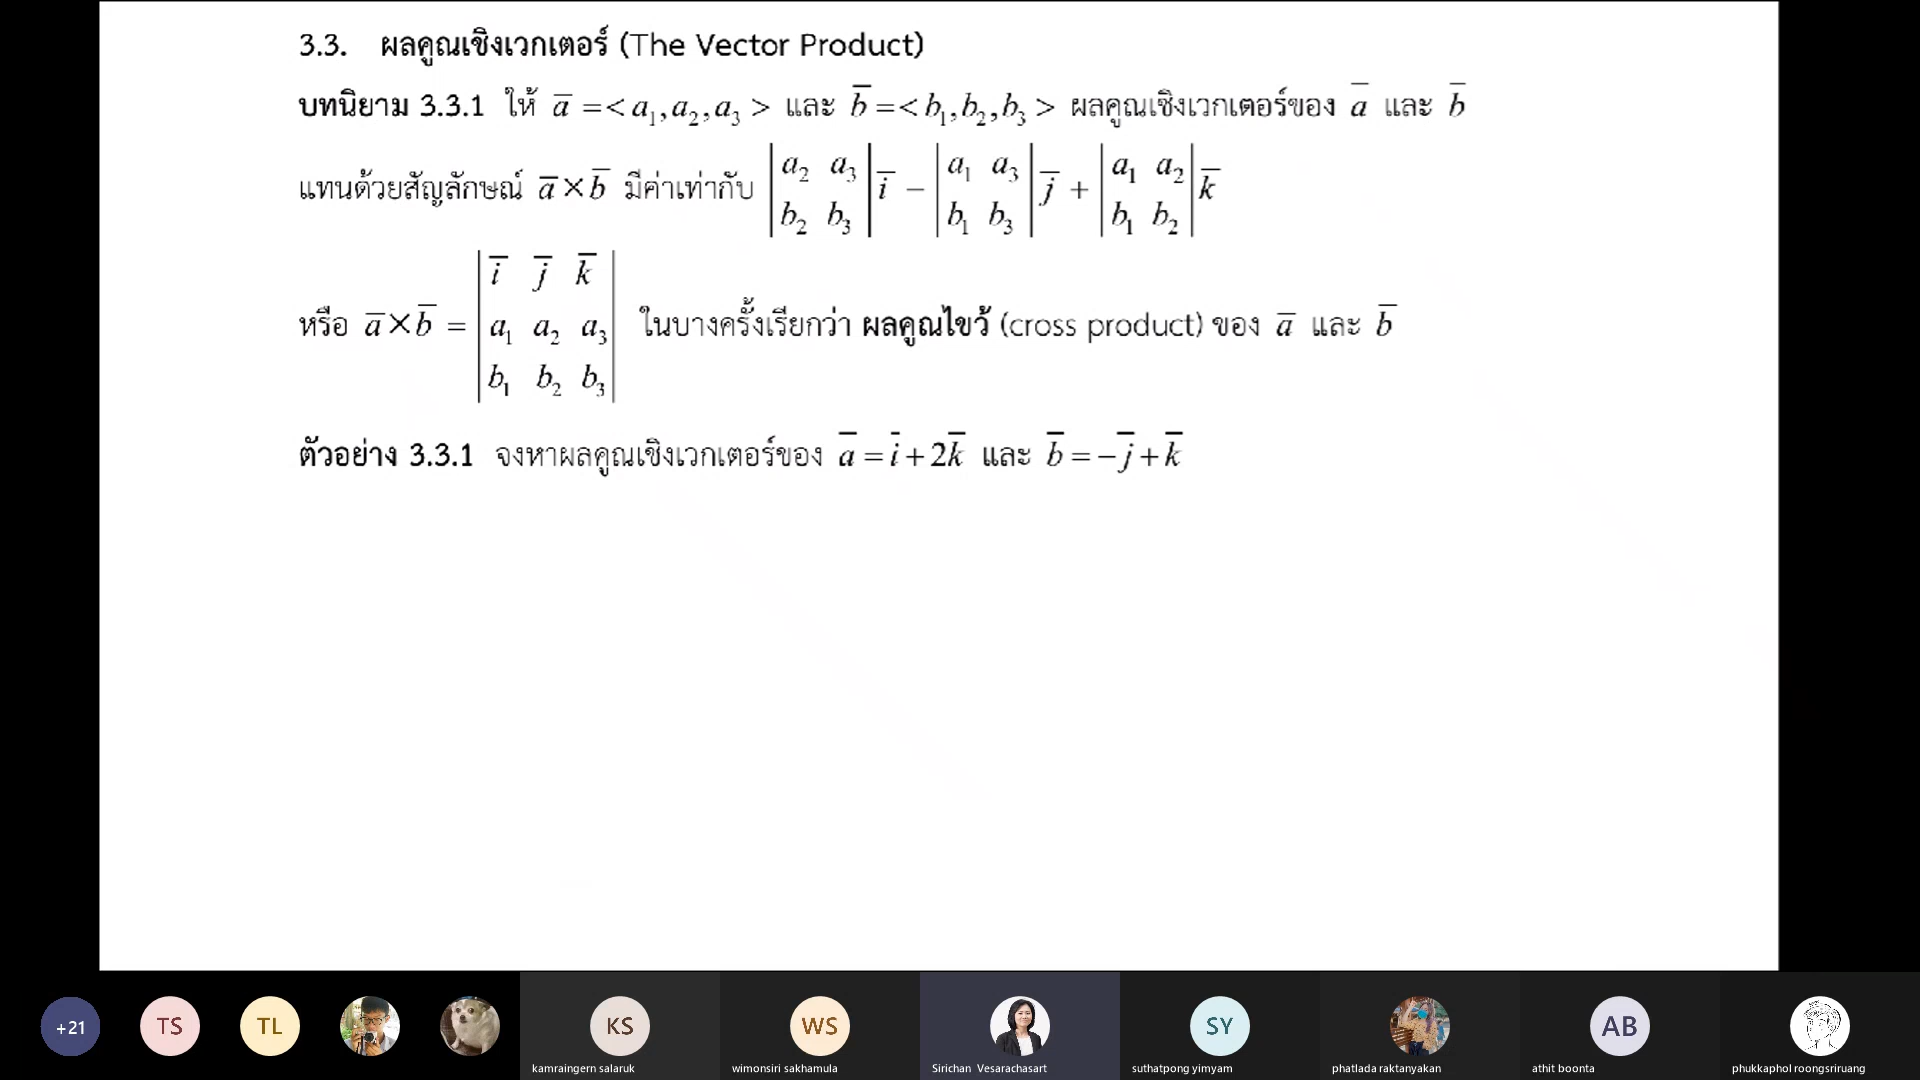 3.3. ผลคูณเชิงเวกเตอร์ (The Vector Product)
บทนิยาม 3.3.1 ให้ a̅ =< a₁, a₂, a₃ > และ b̅ =< b₁, b₂, b₃ > ผลคูณเชิงเวกเตอร์ของ a̅ และ b̅
แทนด้วยสัญลักษณ์ a̅ × b̅ มีค่าเท่ากับ |a₂ a₃; b₂ b₃| i̅ − |a₁ a₃; b₁ b₃| j̅ + |a₁ a₂; b₁ b₂| k̅
หรือ a̅ × b̅ = |i̅ j̅ k̅; a₁ a₂ a₃; b₁ b₂ b₃| ในบางครั้งเรียกว่า ผลคูณไขว้ (cross product) ของ a̅ และ b̅
ตัวอย่าง 3.3.1 จงหาผลคูณเชิงเวกเตอร์ของ a̅ = i̅ + 2k̅ และ b̅ = −j̅ + k̅
+21 TS TL KS WS SY AB
kamraingern salaruk wimonsiri sakhamula Sirichan Vesarachasart suthatpong yimyam phatlada raktanyakan athit boonta phukkaphol roongsriruang